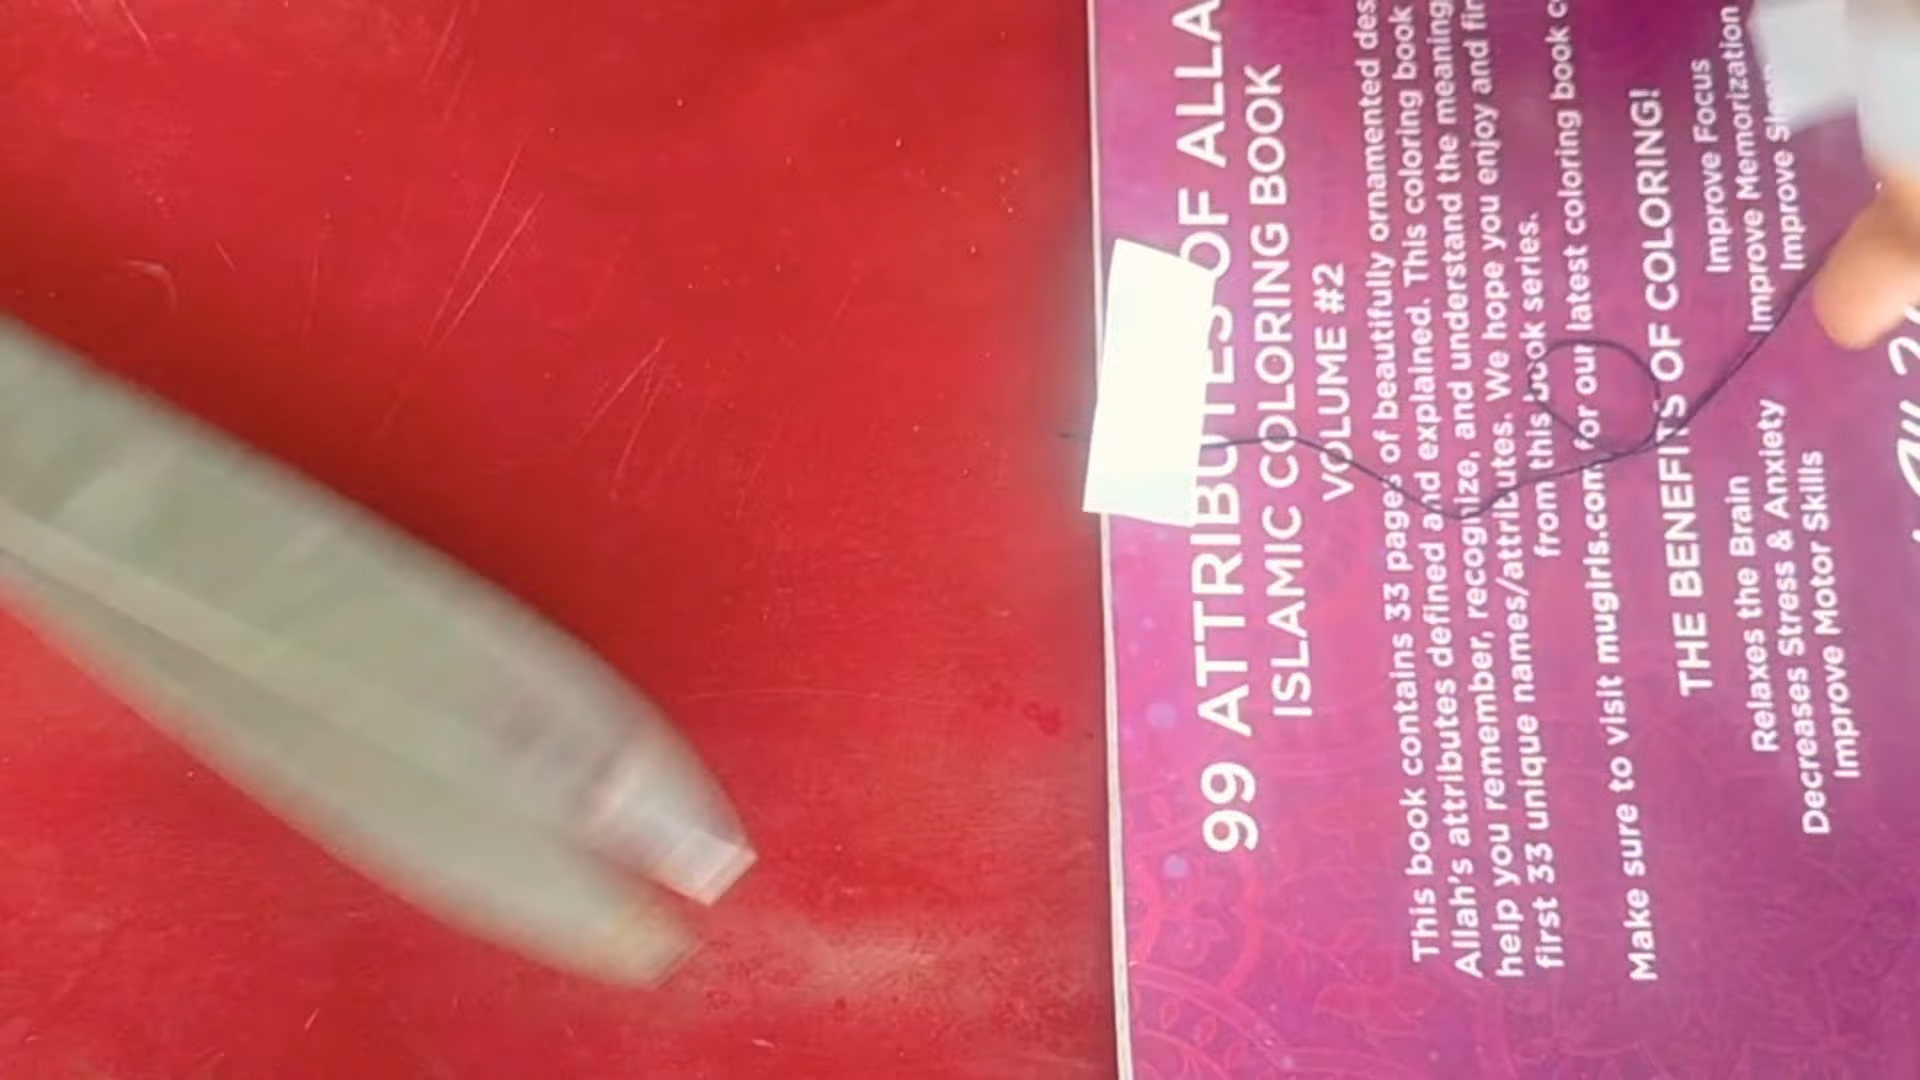 99 ATTRIBUTES OF ALLA
ISLAMIC COLORING BOOK
VOLUME #2
This book contains 33 pages of beautifully ornamented des
Allah's attributes defined and explained. This coloring book
help you remember, recognize, and understand the meaning
first 33 unique names/attributes. We hope you enjoy and fin
from this book series.
Make sure to visit mugirls.com for our latest coloring book c
THE BENEFITS OF COLORING!
Relaxes the Brain
Decreases Stress & Anxiety
Improve Motor Skills
Improve Focus
Improve Memorization
Improve